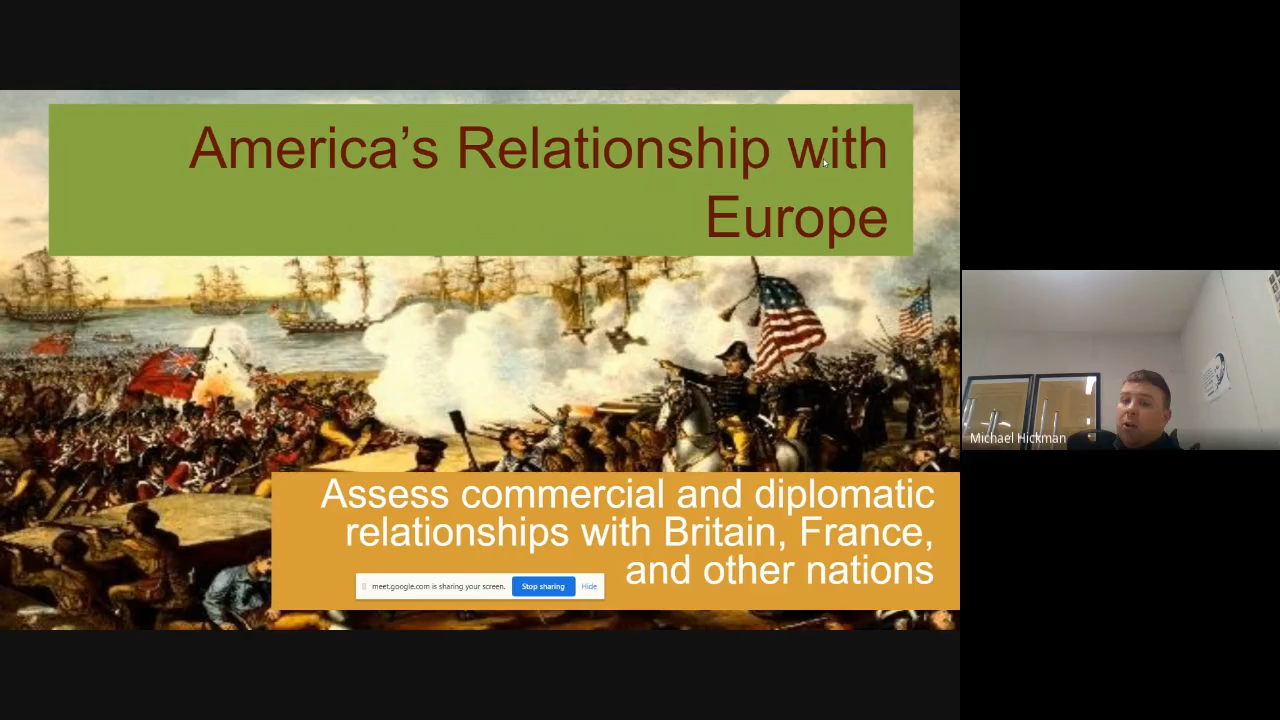 America's Relationship with
Europe
Assess commercial and diplomatic
relationships with Britain, France,
and other nations
meet.google.com is sharing your screen. Stop sharing Hide
Michael Hickman